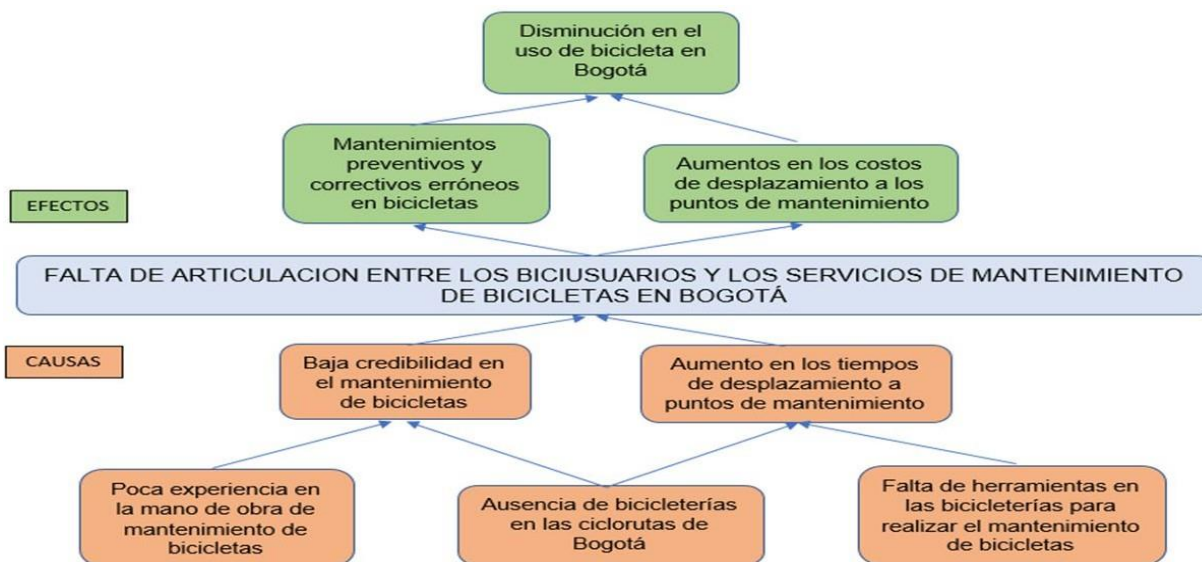 Disminución en el
uso de bicicleta en
Bogotá
Mantenimientos
preventivos y
correctivos erróneos
en bicicletas
Aumentos en los costos
de desplazamiento a los
puntos de mantenimiento
EFECTOS
FALTA DE ARTICULACION ENTRE LOS BICIUSUARIOS Y LOS SERVICIOS DE MANTENIMIENTO
DE BICICLETAS EN BOGOTÁ
CAUSAS
Baja credibilidad en
el mantenimiento
de bicicletas
Aumento en los tiempos
de desplazamiento a
puntos de mantenimiento
Poca experiencia en
la mano de obra de
mantenimiento de
bicicletas
Ausencia de bicicleterías
en las ciclorutas de
Bogotá
Falta de herramientas en
las bicicleterías para
realizar el mantenimiento
de bicicletas